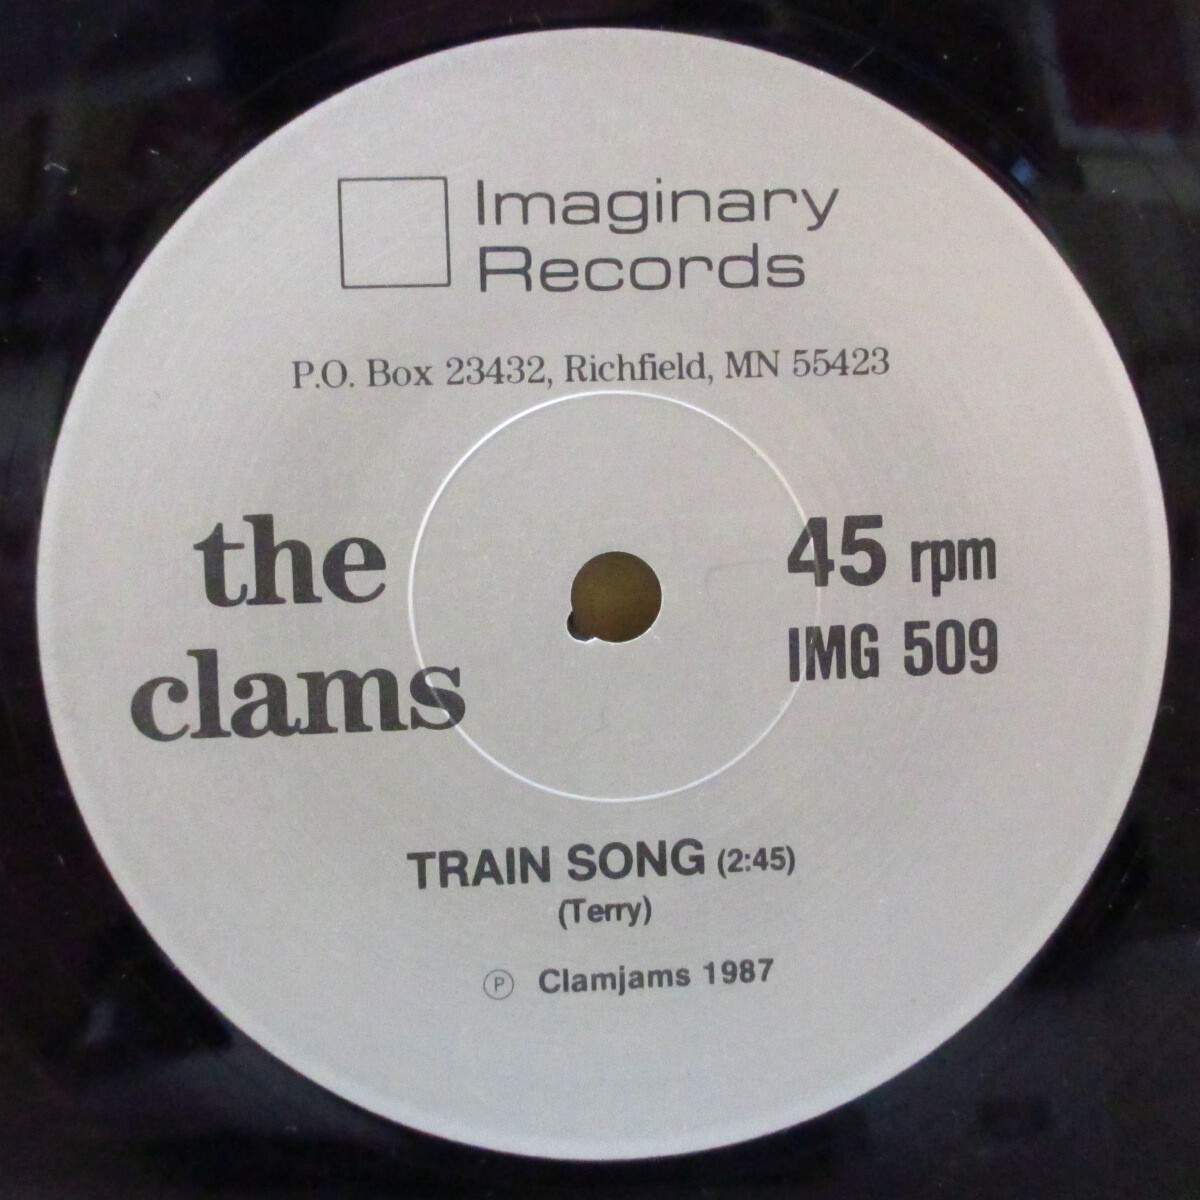 Imaginary
Records
P.O. Box 23432, Richfield, MN 55423
the
clams
45 rpm
IMG 509
TRAIN SONG (2:45)
(Terry)
Ⓟ Clamjams 1987